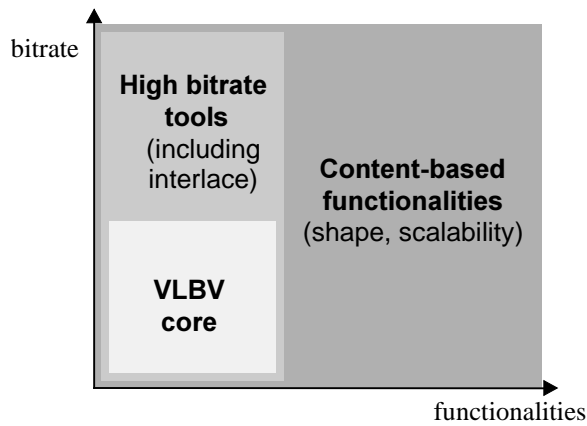 bitrate
High bitrate
tools
(including
interlace)
Content-based
functionalities
(shape, scalability)
VLBV
core
functionalities